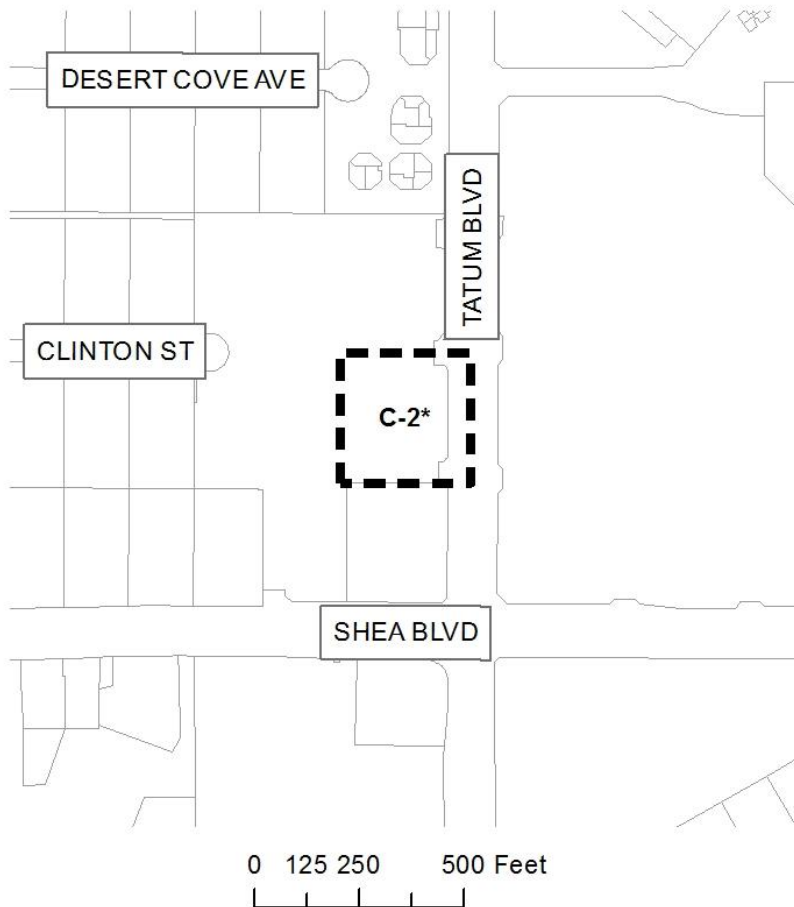 DESERT COVE AVE
TATUM BLVD
CLINTON ST
C-2*
SHEA BLVD
0 125 250 500 Feet